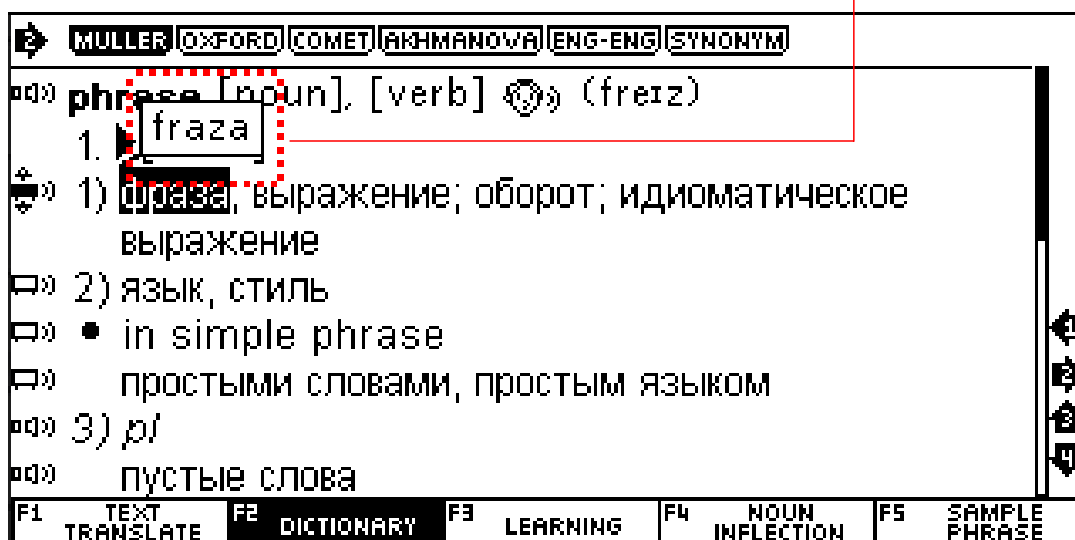 MULLER OXFORD COMET AKHMANOVA ENG-ENG SYNONYM
phrase [noun], [verb] (freɪz)
fraza
1.
1) фраза, выражение; оборот; идиоматическое
выражение
2) язык, стиль
• in simple phrase
простыми словами, простым языком
3) pl
пустые слова
F1 TEXT TRANSLATE F2 DICTIONARY F3 LEARNING F4 NOUN INFLECTION F5 SAMPLE PHRASE